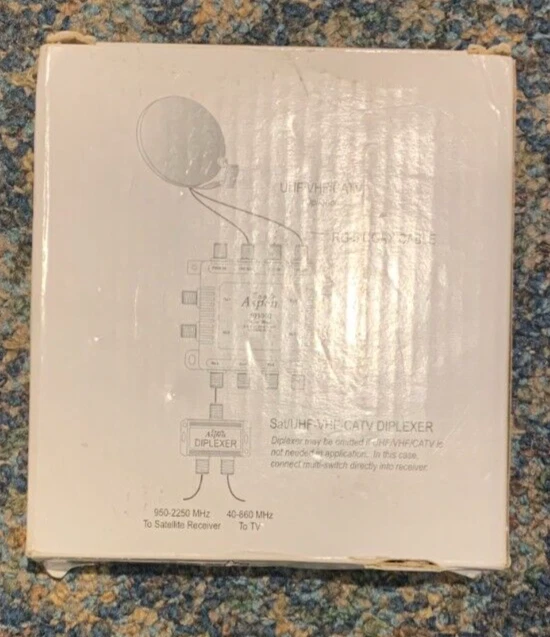 UHF/VHF/CATV
RG-6 COAX CABLE
Aspen
Aspen
DIPLEXER
Sat/UHF-VHF-CATV DIPLEXER
Diplexer may be omitted if UHF/VHF/CATV is
not needed in application. In this case,
connect multi-switch directly into receiver.
950-2250 MHz
To Satellite Receiver
40-860 MHz
To TV